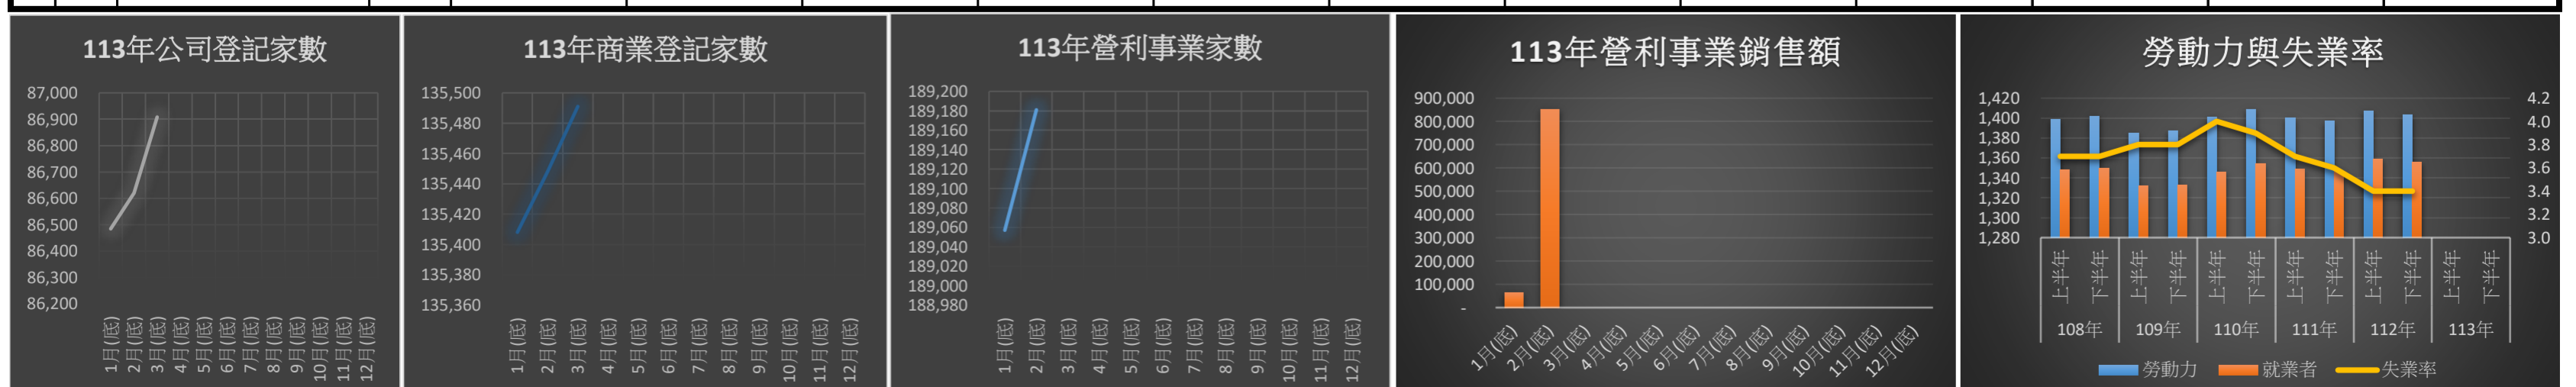 113年公司登記家數
87,000
86,900
86,800
86,700
86,600
86,500
86,400
86,300
86,200
1月(底)
2月(底)
3月(底)
4月(底)
5月(底)
6月(底)
7月(底)
8月(底)
9月(底)
10月(底)
11月(底)
12月(底)
113年商業登記家數
135,500
135,480
135,460
135,440
135,420
135,400
135,380
135,360
1月(底)
2月(底)
3月(底)
4月(底)
5月(底)
6月(底)
7月(底)
8月(底)
9月(底)
10月(底)
11月(底)
12月(底)
113年營利事業家數
189,200
189,180
189,160
189,140
189,120
189,100
189,080
189,060
189,040
189,020
189,000
188,980
1月(底)
2月(底)
3月(底)
4月(底)
5月(底)
6月(底)
7月(底)
8月(底)
9月(底)
10月(底)
11月(底)
12月(底)
113年營利事業銷售額
900,000
800,000
700,000
600,000
500,000
400,000
300,000
200,000
100,000
-
1月(底)
2月(底)
3月(底)
4月(底)
5月(底)
6月(底)
7月(底)
8月(底)
9月(底)
10月(底)
11月(底)
12月(底)
勞動力與失業率
1,420
1,400
1,380
1,360
1,340
1,320
1,300
1,280
4.2
4.0
3.8
3.6
3.4
3.2
3.0
上半年
下半年
上半年
下半年
上半年
下半年
上半年
下半年
上半年
下半年
上半年
下半年
108年
109年
110年
111年
112年
113年
勞動力
就業者
失業率